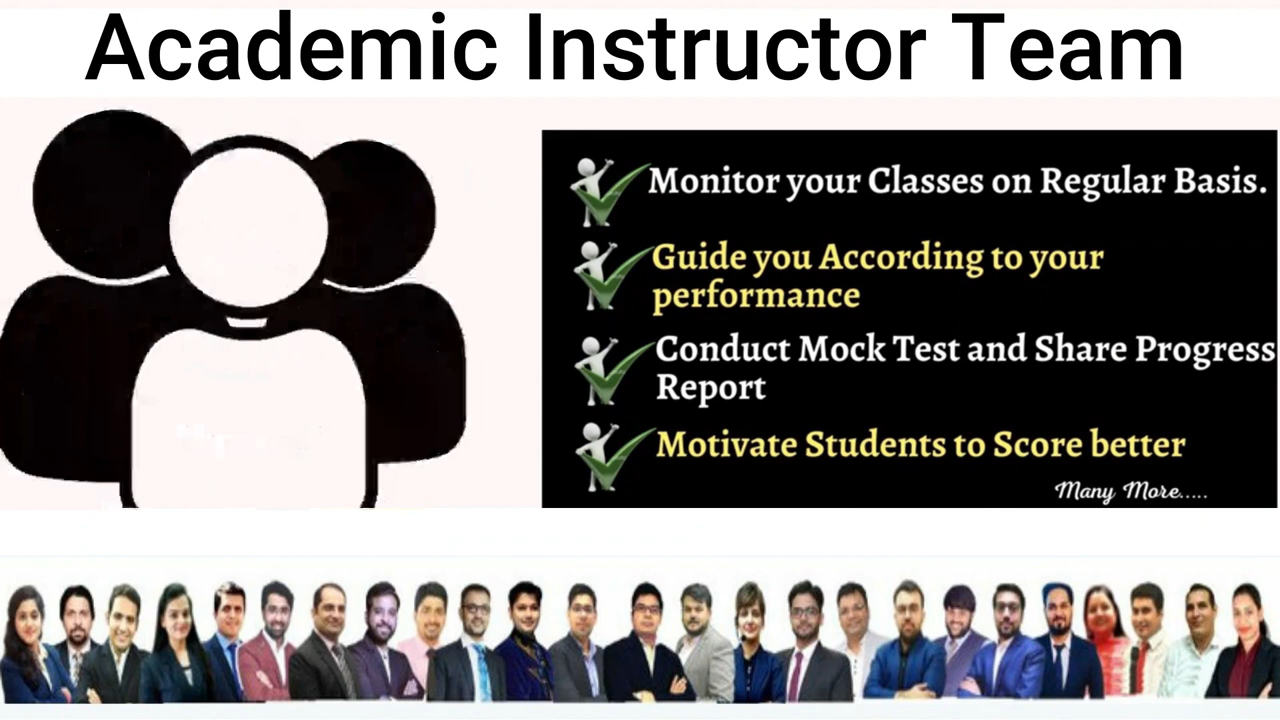 Academic Instructor Team
Monitor your Classes on Regular Basis.
Guide you According to your
performance
Conduct Mock Test and Share Progress
Report
Motivate Students to Score better
Many More.....